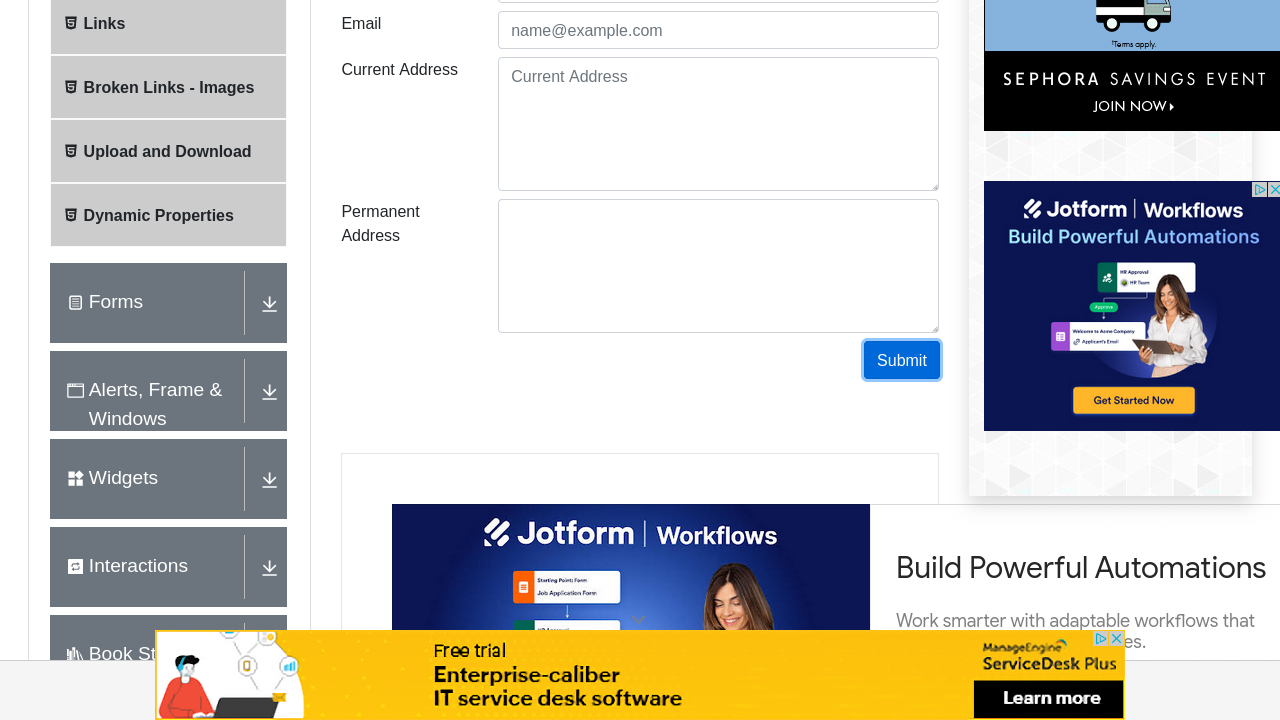 Links
Broken Links - Images
Upload and Download
Dynamic Properties
Forms
Alerts, Frame &
Windows
Widgets
Interactions
Book St
Email
name@example.com
Current Address
Current Address
Permanent
Address
Submit
Jotform | Workflows
Starting Point: Form
Job Application Form
Build Powerful Automations
Work smarter with adaptable workflows that
es.
¹Terms apply.
SEPHORA SAVINGS EVENT
JOIN NOW
Jotform | Workflows
Build Powerful Automations
HR Approval
HR Team
Approve
Welcome to Acme Company
Applicant's Email
Get Started Now
Free trial
Enterprise-caliber
IT service desk software
ManageEngine
ServiceDesk Plus
Learn more